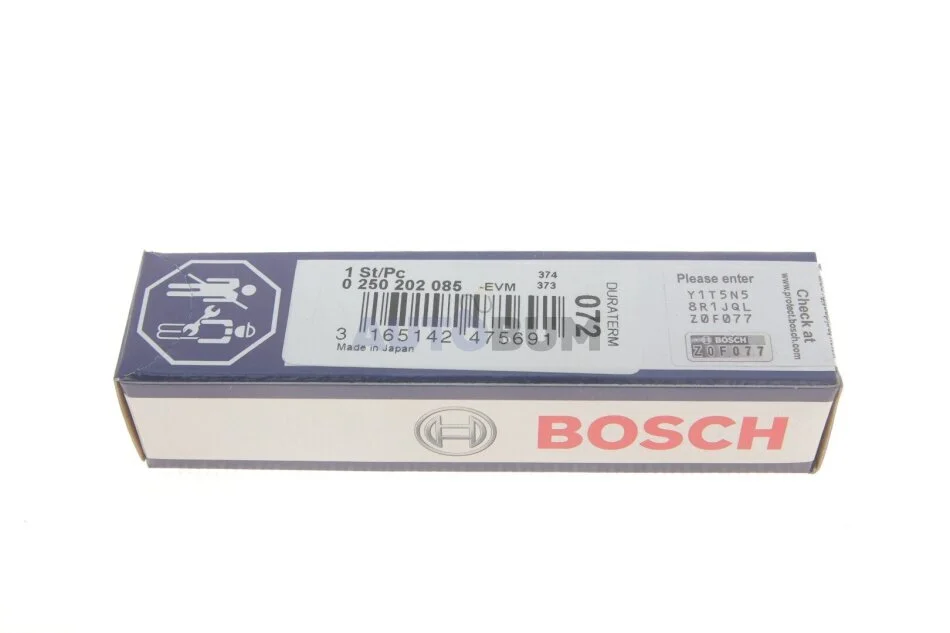 1 St/Pc
0 250 202 085 -EVM
374
373
3 165142 475691
Made in Japan
072
DURATERM
AUTOBUM
Please enter
Y1T5N5
8R1JQL
Z0F077
BOSCH
Z0F077
Check at
www.protect.bosch.com
BOSCH